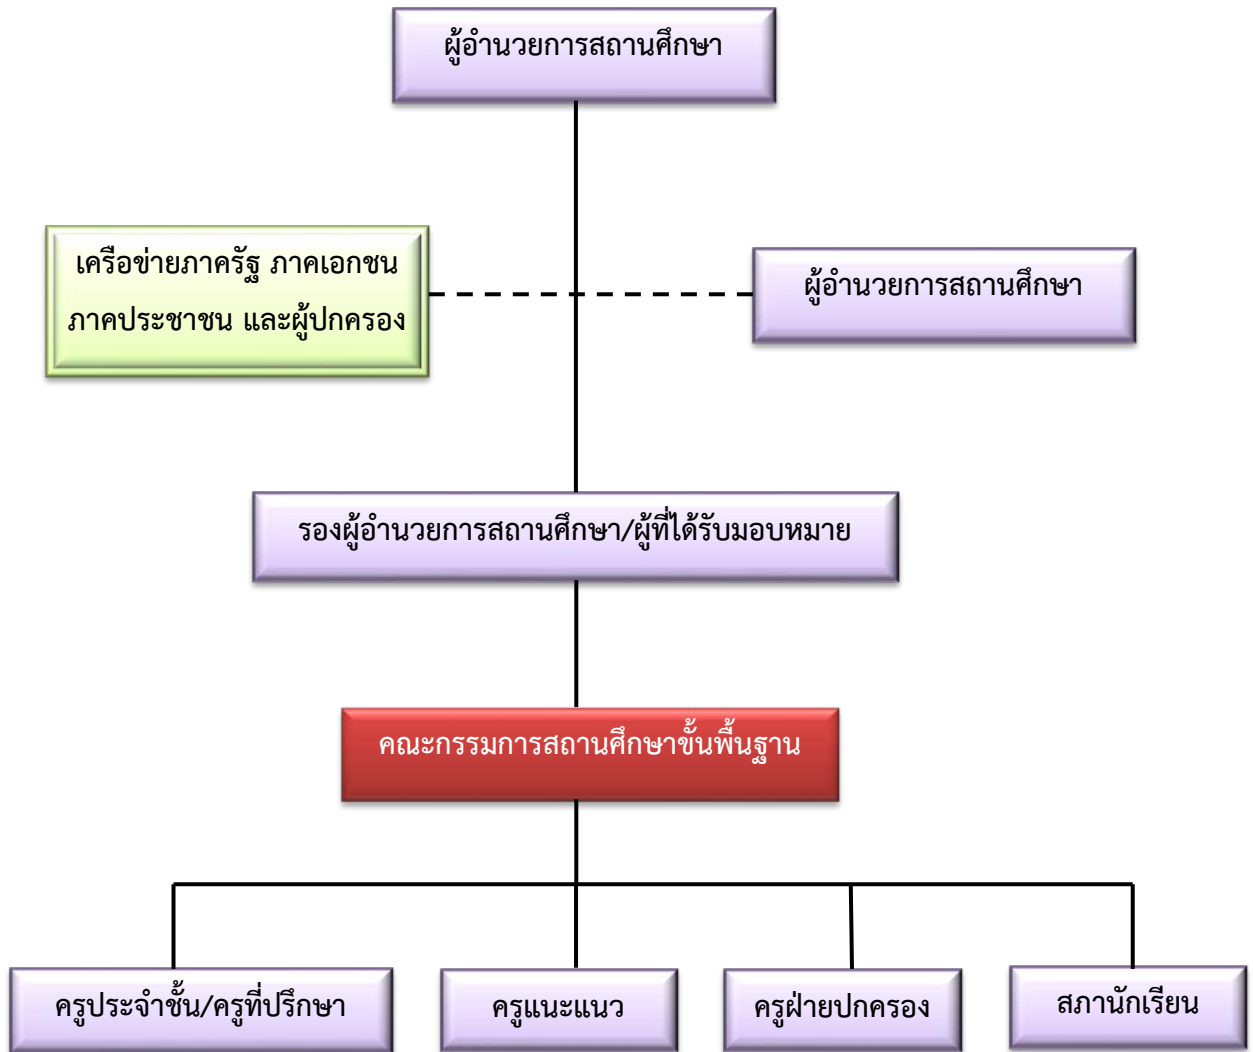 ผู้อำนวยการสถานศึกษา
เครือข่ายภาครัฐ ภาคเอกชน
ภาคประชาชน และผู้ปกครอง
ผู้อำนวยการสถานศึกษา
รองผู้อำนวยการสถานศึกษา/ผู้ที่ได้รับมอบหมาย
คณะกรรมการสถานศึกษาขั้นพื้นฐาน
ครูประจำชั้น/ครูที่ปรึกษา
ครูแนะแนว
ครูฝ่ายปกครอง
สภานักเรียน